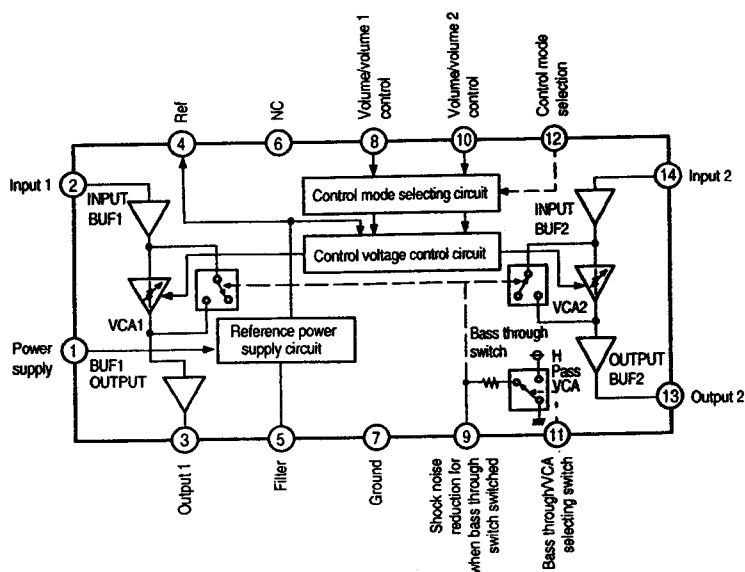 Ref
NC
Volume/volume 1
control
Volume/volume 2
control
Control mode
selection
4
6
8
10
12
Input 1
2
14
Input 2
INPUT
BUF1
Control mode selecting circuit
INPUT
BUF2
Control voltage control circuit
VCA1
VCA2
Reference power
supply circuit
Bass through
switch
H
Pass
VCA
Power
supply
1
BUF1
OUTPUT
OUTPUT
BUF2
13
Output 2
3
5
7
9
11
Output 1
Filter
Ground
Shock noise
reduction for
when bass through
switch switched
Bass through/VCA
selecting switch